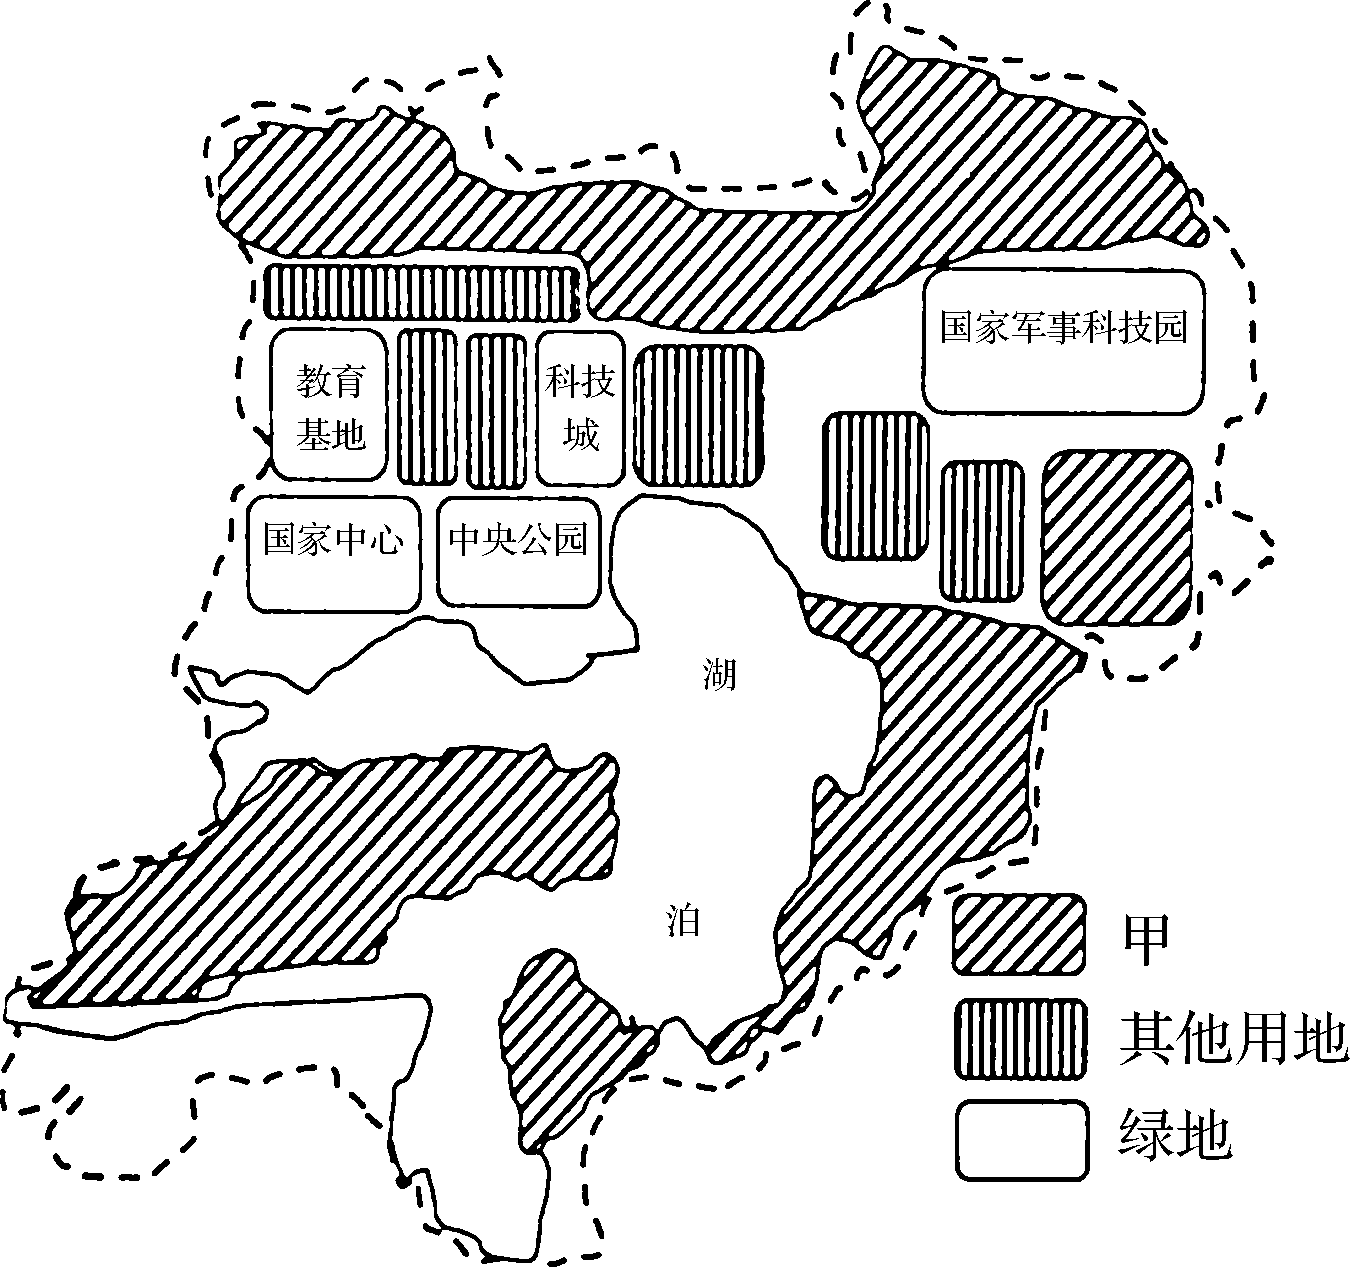 国家军事科技园
教育
基地
科技
城
国家中心
中央公园
湖
泊
甲
其他用地
绿地